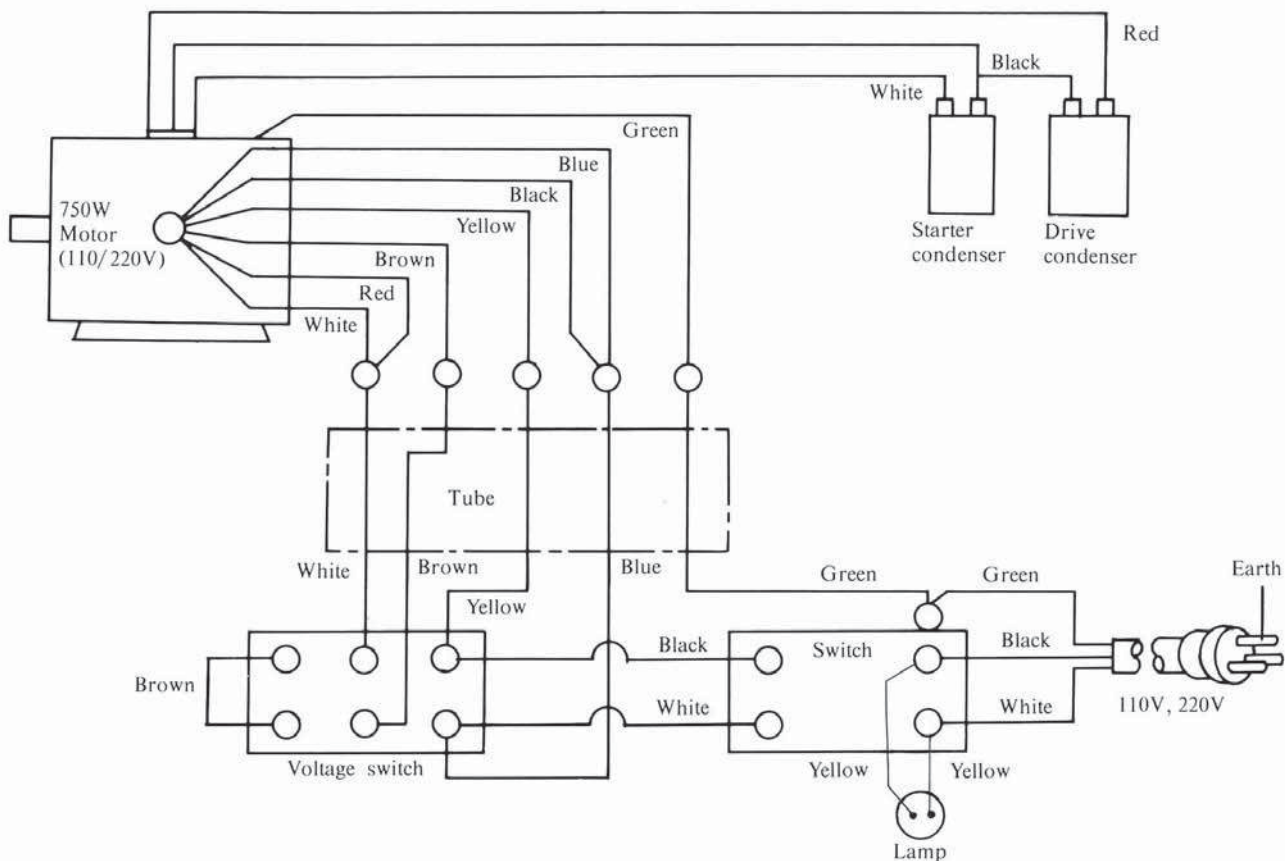 Red
Black
White
Green
Blue
Black
Yellow
Brown
Red
White
750W
Motor
(110/220V)
Starter
condenser
Drive
condenser
Tube
White
Brown
Blue
Yellow
Green
Green
Earth
Black
Switch
Black
Brown
White
White
110V, 220V
Voltage switch
Yellow
Yellow
Lamp